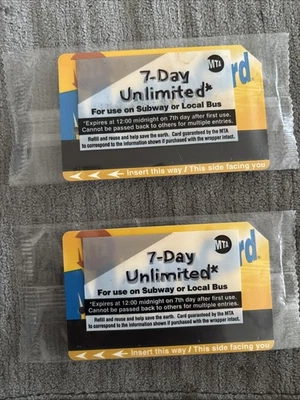 7-Day
MTA
rd
Unlimited*
For use on Subway or Local Bus
*Expires at 12:00 midnight on 7th day after first use.
Cannot be passed back to others for multiple entries.
Refill and reuse and help save the earth. Card guaranteed by the MTA
to correspond to the information shown if purchased with the wrapper intact.
Insert this way / This side facing you
7-Day
MTA
rd
Unlimited*
For use on Subway or Local Bus
*Expires at 12:00 midnight on 7th day after first use.
Cannot be passed back to others for multiple entries.
Refill and reuse and help save the earth. Card guaranteed by the MTA
to correspond to the information shown if purchased with the wrapper intact.
Insert this way / This side facing you